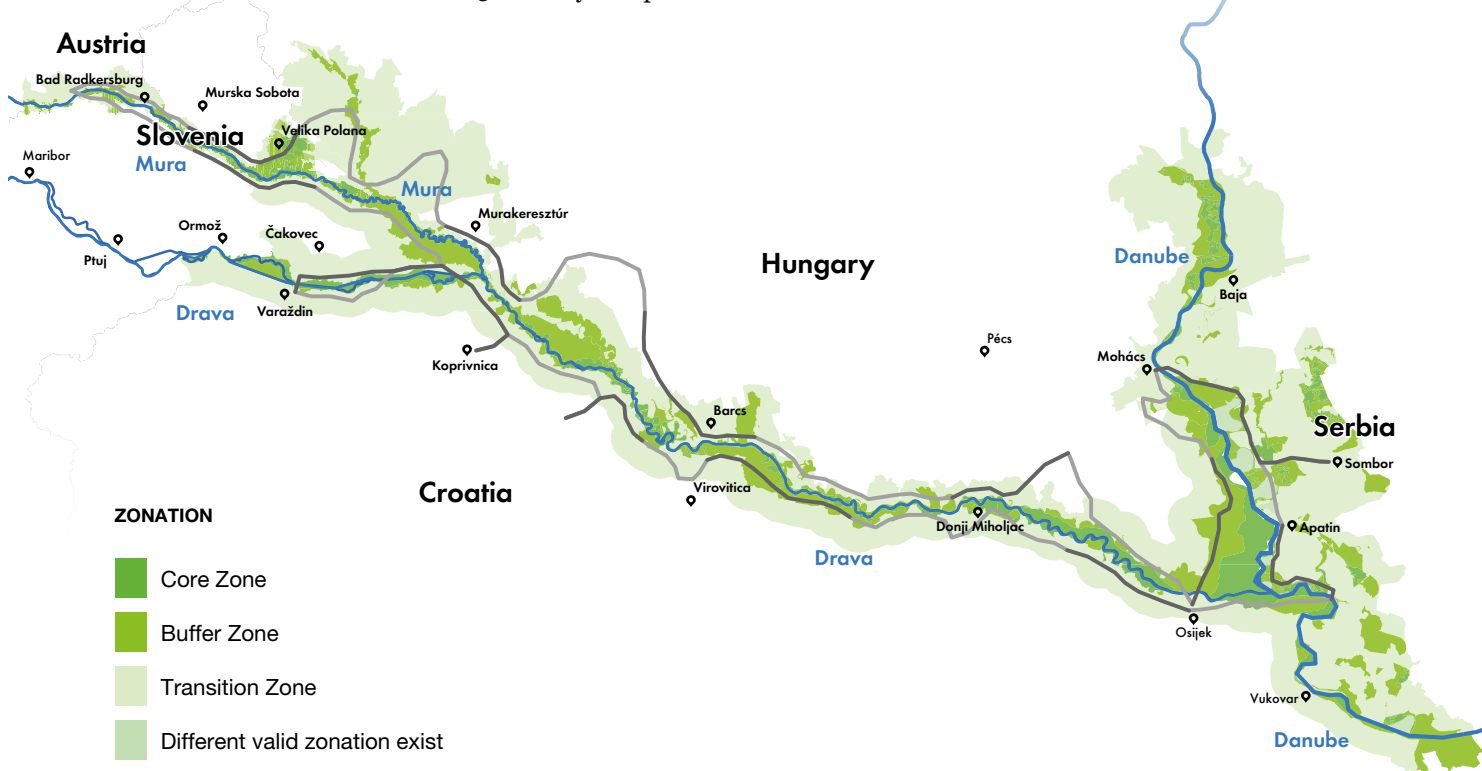 Austria
Bad Radkersburg
Murska Sobota
Slovenia
Velika Polana
Mura
Maribor
Mura
Murakeresztúr
Ormož
Čakovec
Ptuj
Hungary
Danube
Baja
Drava
Varaždin
Koprivnica
Pécs
Mohács
Barcs
Serbia
Sombor
Croatia
Virovitica
Donji Miholjac
Apatin
Drava
Osijek
Vukovar
Danube
ZONATION
Core Zone
Buffer Zone
Transition Zone
Different valid zonation exist